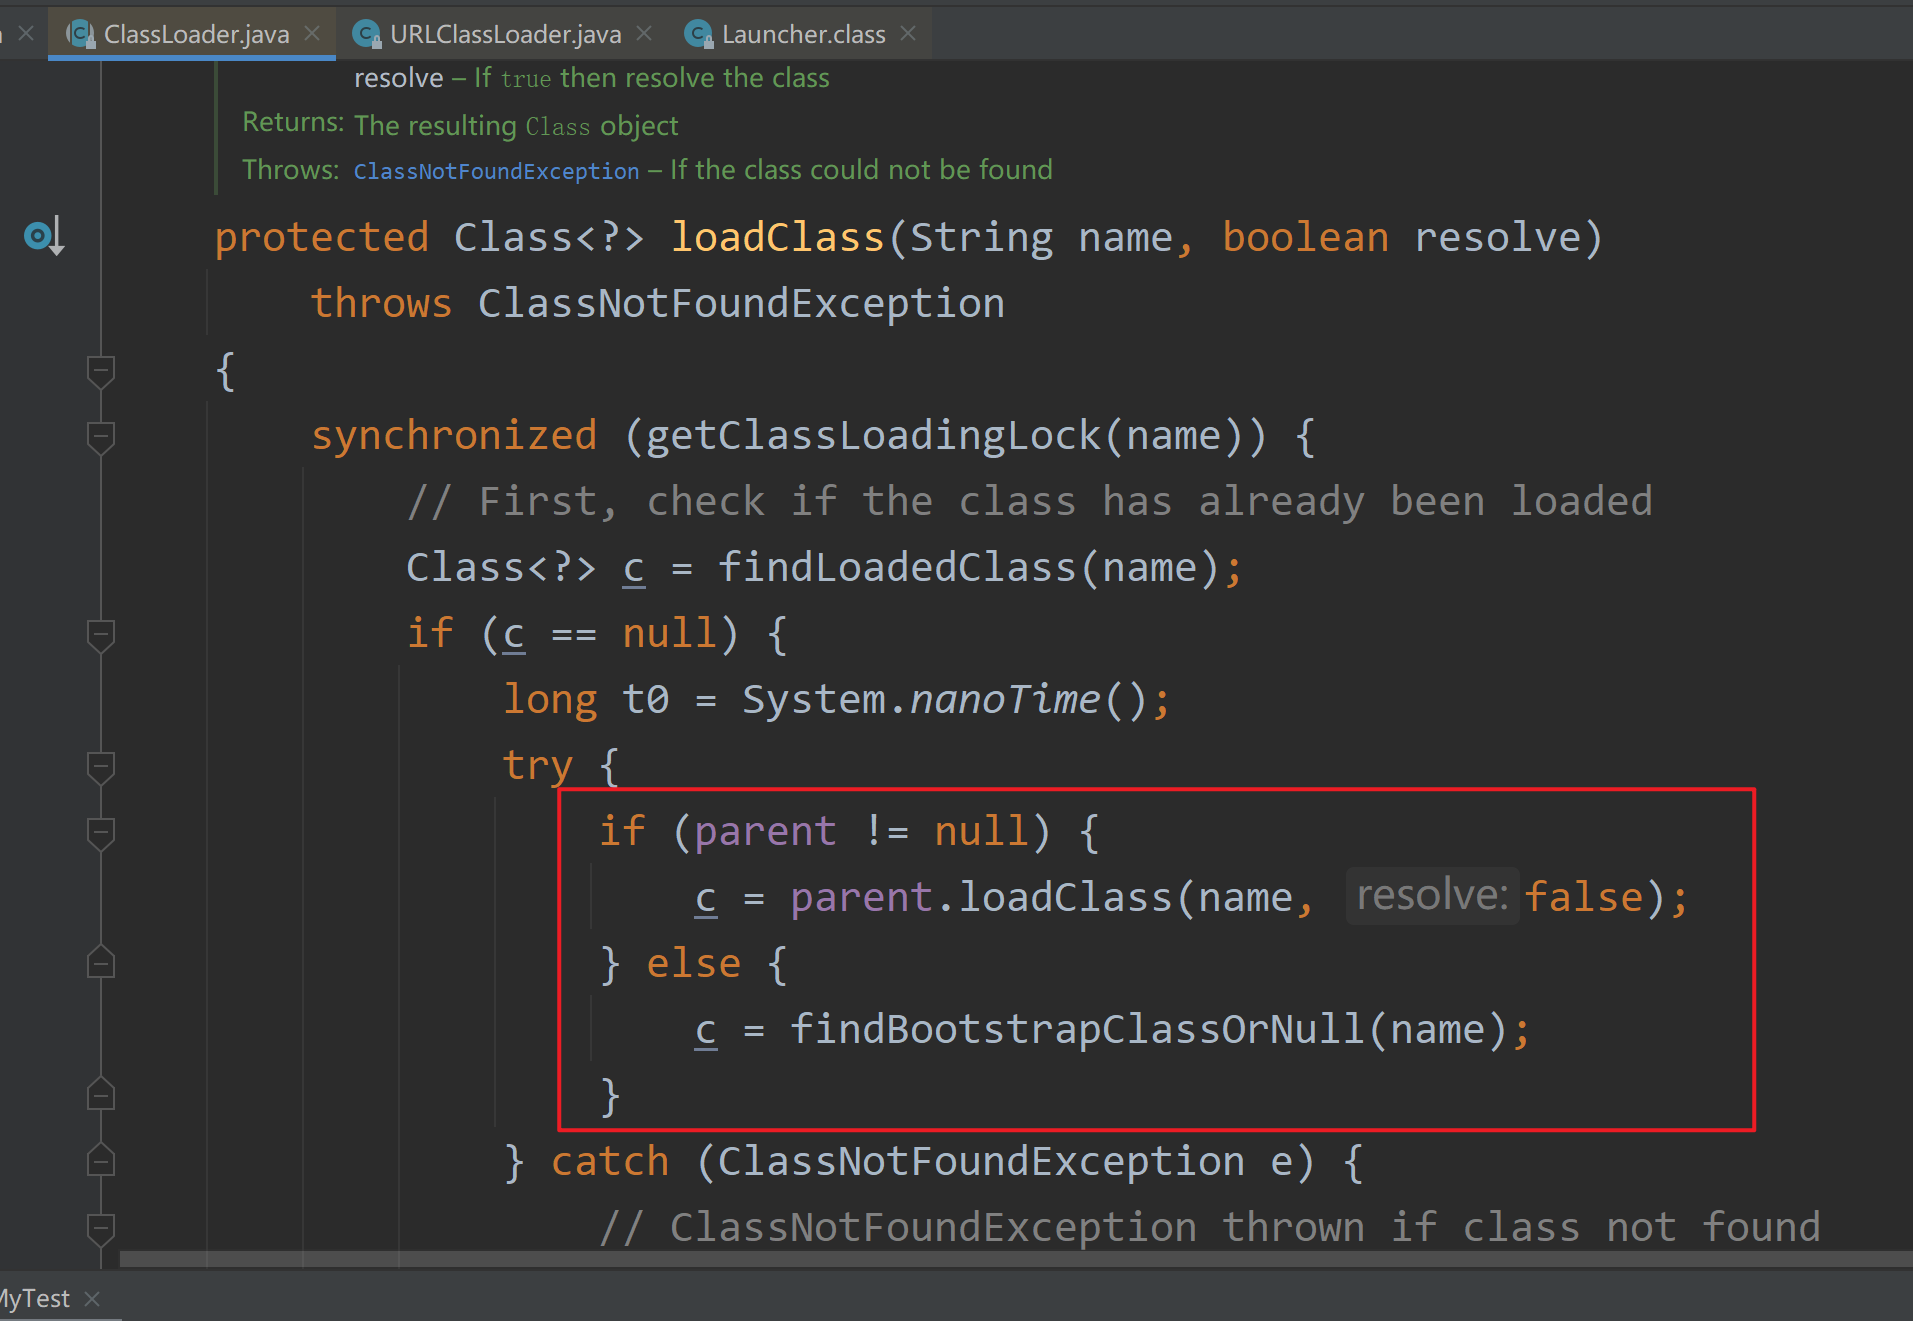 ClassLoader.java URLClassLoader.java Launcher.class
resolve – If true then resolve the class
Returns: The resulting Class object
Throws: ClassNotFoundException – If the class could not be found
protected Class<?> loadClass(String name, boolean resolve)
throws ClassNotFoundException
{
synchronized (getClassLoadingLock(name)) {
// First, check if the class has already been loaded
Class<?> c = findLoadedClass(name);
if (c == null) {
long t0 = System.nanoTime();
try {
if (parent != null) {
c = parent.loadClass(name, resolve: false);
} else {
c = findBootstrapClassOrNull(name);
}
} catch (ClassNotFoundException e) {
// ClassNotFoundException thrown if class not found
MyTest